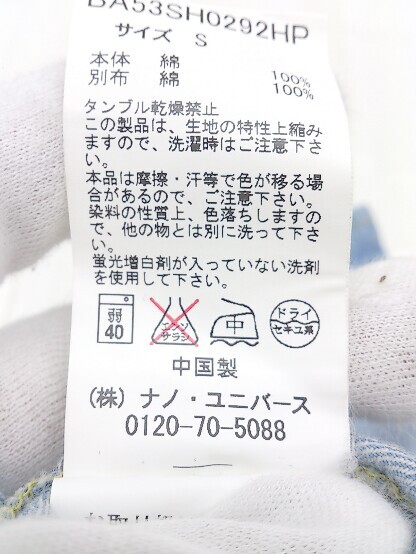 BA53SH0292HP
サイズ S
本体 綿 100%
別布 綿 100%
タンブル乾燥禁止
この製品は、生地の特性上縮み
ますので、洗濯時はご注意下さ
い。
本品は摩擦・汗等で色が移る場
合があるので、ご注意下さい。
染料の性質上、色落ちしますの
で、他の物とは別に洗って下さ
い。
蛍光増白剤が入っていない洗剤
を使用して下さい。
弱 40 エンソ サラシ 中 ドライ セキユ系
中国製
(株) ナノ・ユニバース
0120-70-5088